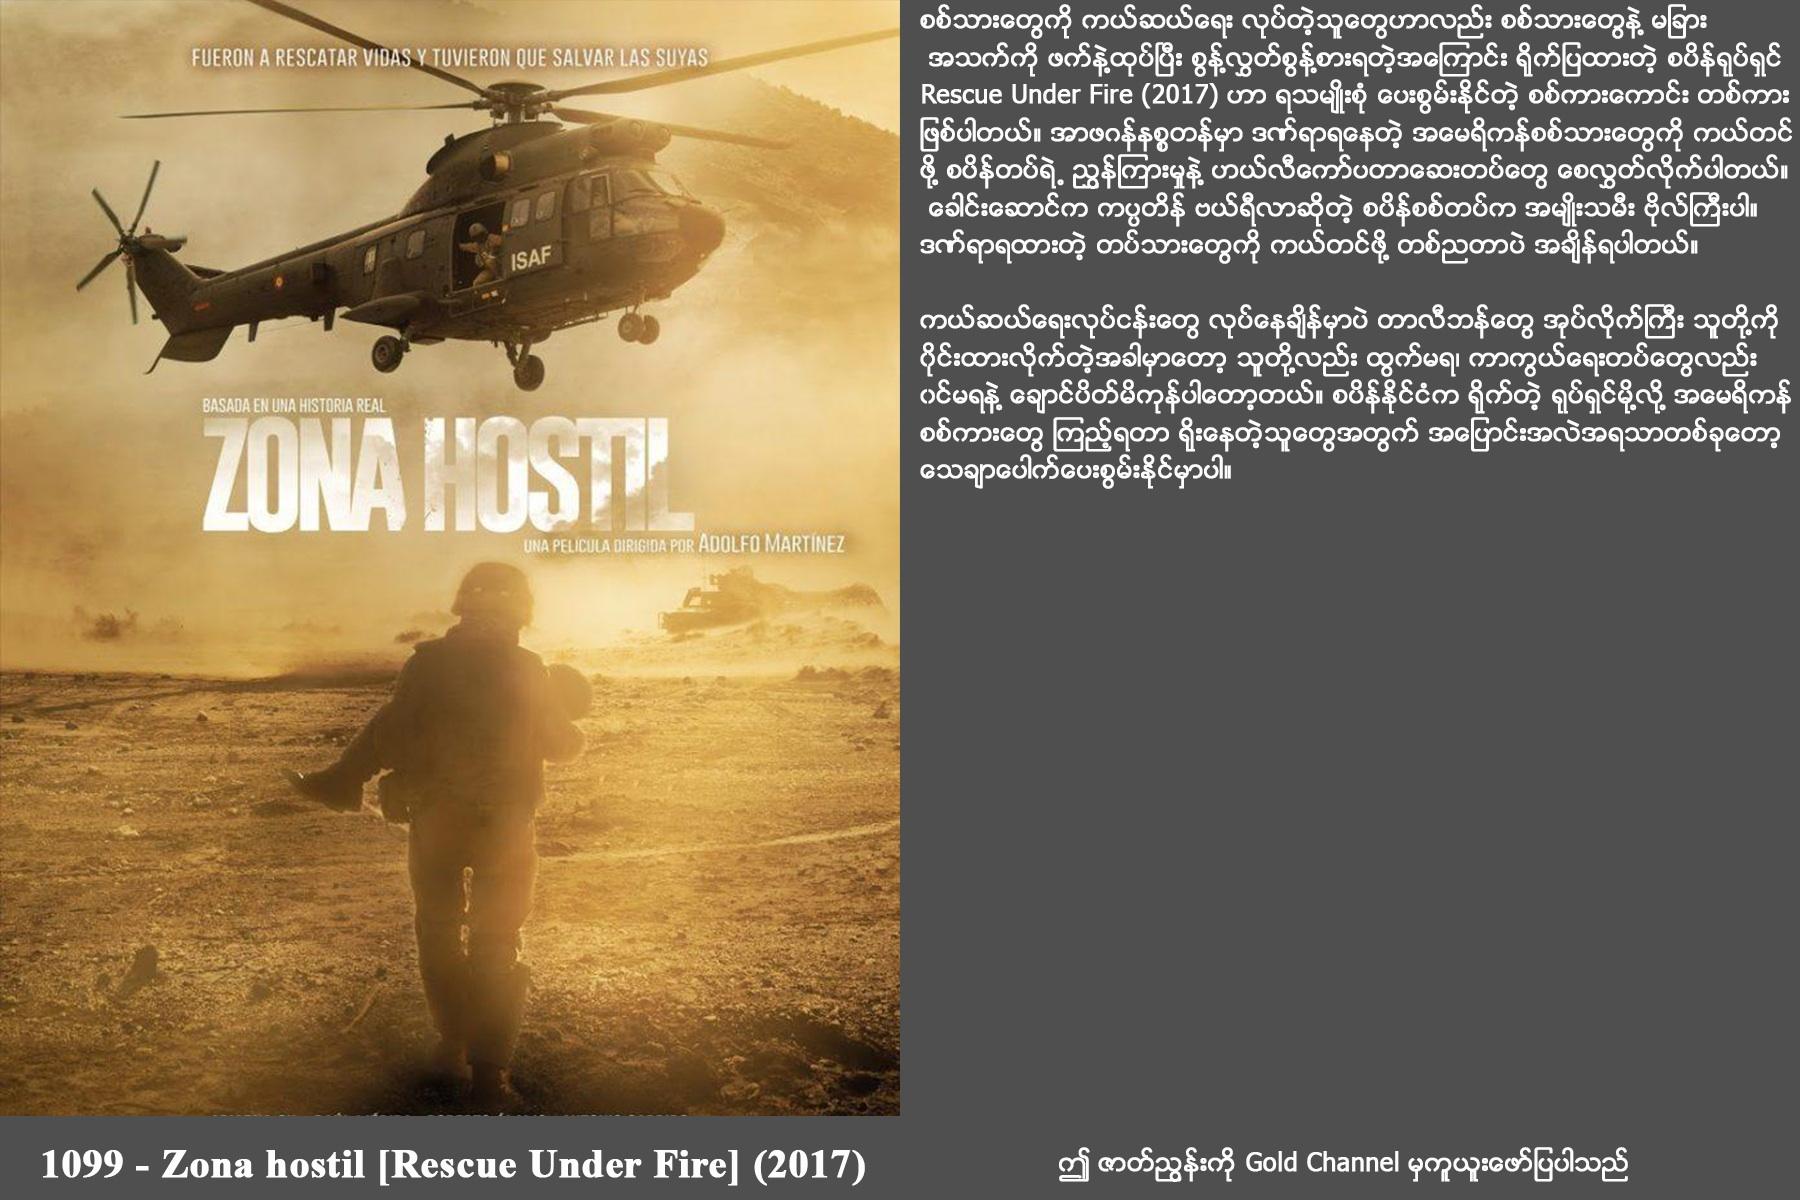 FUERON A RESCATAR VIDAS Y TUVIERON QUE SALVAR LAS SUYAS
ISAF
BASADA EN UNA HISTORIA REAL
ZONA HOSTIL
UNA PELÍCULA DIRIGIDA POR ADOLFO MARTÍNEZ
1099 - Zona hostil [Rescue Under Fire] (2017)
စစ်သားတွေကို ကယ်ဆယ်ရေး လုပ်တဲ့သူတွေဟာလည်း စစ်သားတွေနဲ့ မခြား
အသက်ကို ဖက်နဲ့ထုပ်ပြီး စွန့်လွှတ်စွန့်စားရတဲ့အကြောင်း ရိုက်ပြထားတဲ့ စပိန်ရုပ်ရှင်
Rescue Under Fire (2017) ဟာ ရသမျိုးစုံ ပေးစွမ်းနိုင်တဲ့ စစ်ကားကောင်း တစ်ကား
ဖြစ်ပါတယ်။ အာဖဂန်နစ္စတန်မှာ ဒဏ်ရာရနေတဲ့ အမေရိကန်စစ်သားတွေကို ကယ်တင်
ဖို့ စပိန်တပ်ရဲ့ ညွှန်ကြားမှုနဲ့ ဟယ်လီကော်ပတာဆေးတပ်တွေ စေလွှတ်လိုက်ပါတယ်။
ခေါင်းဆောင်က ကပ္ပတိန် ဗယ်ရီလာဆိုတဲ့ စပိန်စစ်တပ်က အမျိုးသမီး ဗိုလ်ကြီးပါ။
ဒဏ်ရာရထားတဲ့ တပ်သားတွေကို ကယ်တင်ဖို့ တစ်ညတာပဲ အချိန်ရပါတယ်။
ကယ်ဆယ်ရေးလုပ်ငန်းတွေ လုပ်နေချိန်မှာပဲ တာလီဘန်တွေ အုပ်လိုက်ကြီး သူတို့ကို
ဝိုင်းထားလိုက်တဲ့အခါမှာတော့ သူတို့လည်း ထွက်မရ၊ ကာကွယ်ရေးတပ်တွေလည်း
ဝင်မရနဲ့ ချောင်ပိတ်မိကုန်ပါတော့တယ်။ စပိန်နိုင်ငံက ရိုက်တဲ့ ရုပ်ရှင်မို့လို့ အမေရိကန်
စစ်ကားတွေ ကြည့်ရတာ ရိုးနေတဲ့သူတွေအတွက် အပြောင်းအလဲအရသာတစ်ခုတော့
သေချာပေါက်ပေးစွမ်းနိုင်မှာပါ။
ဤ ဇာတ်ညွှန်းကို Gold Channel မှကူယူးဖော်ပြပါသည်